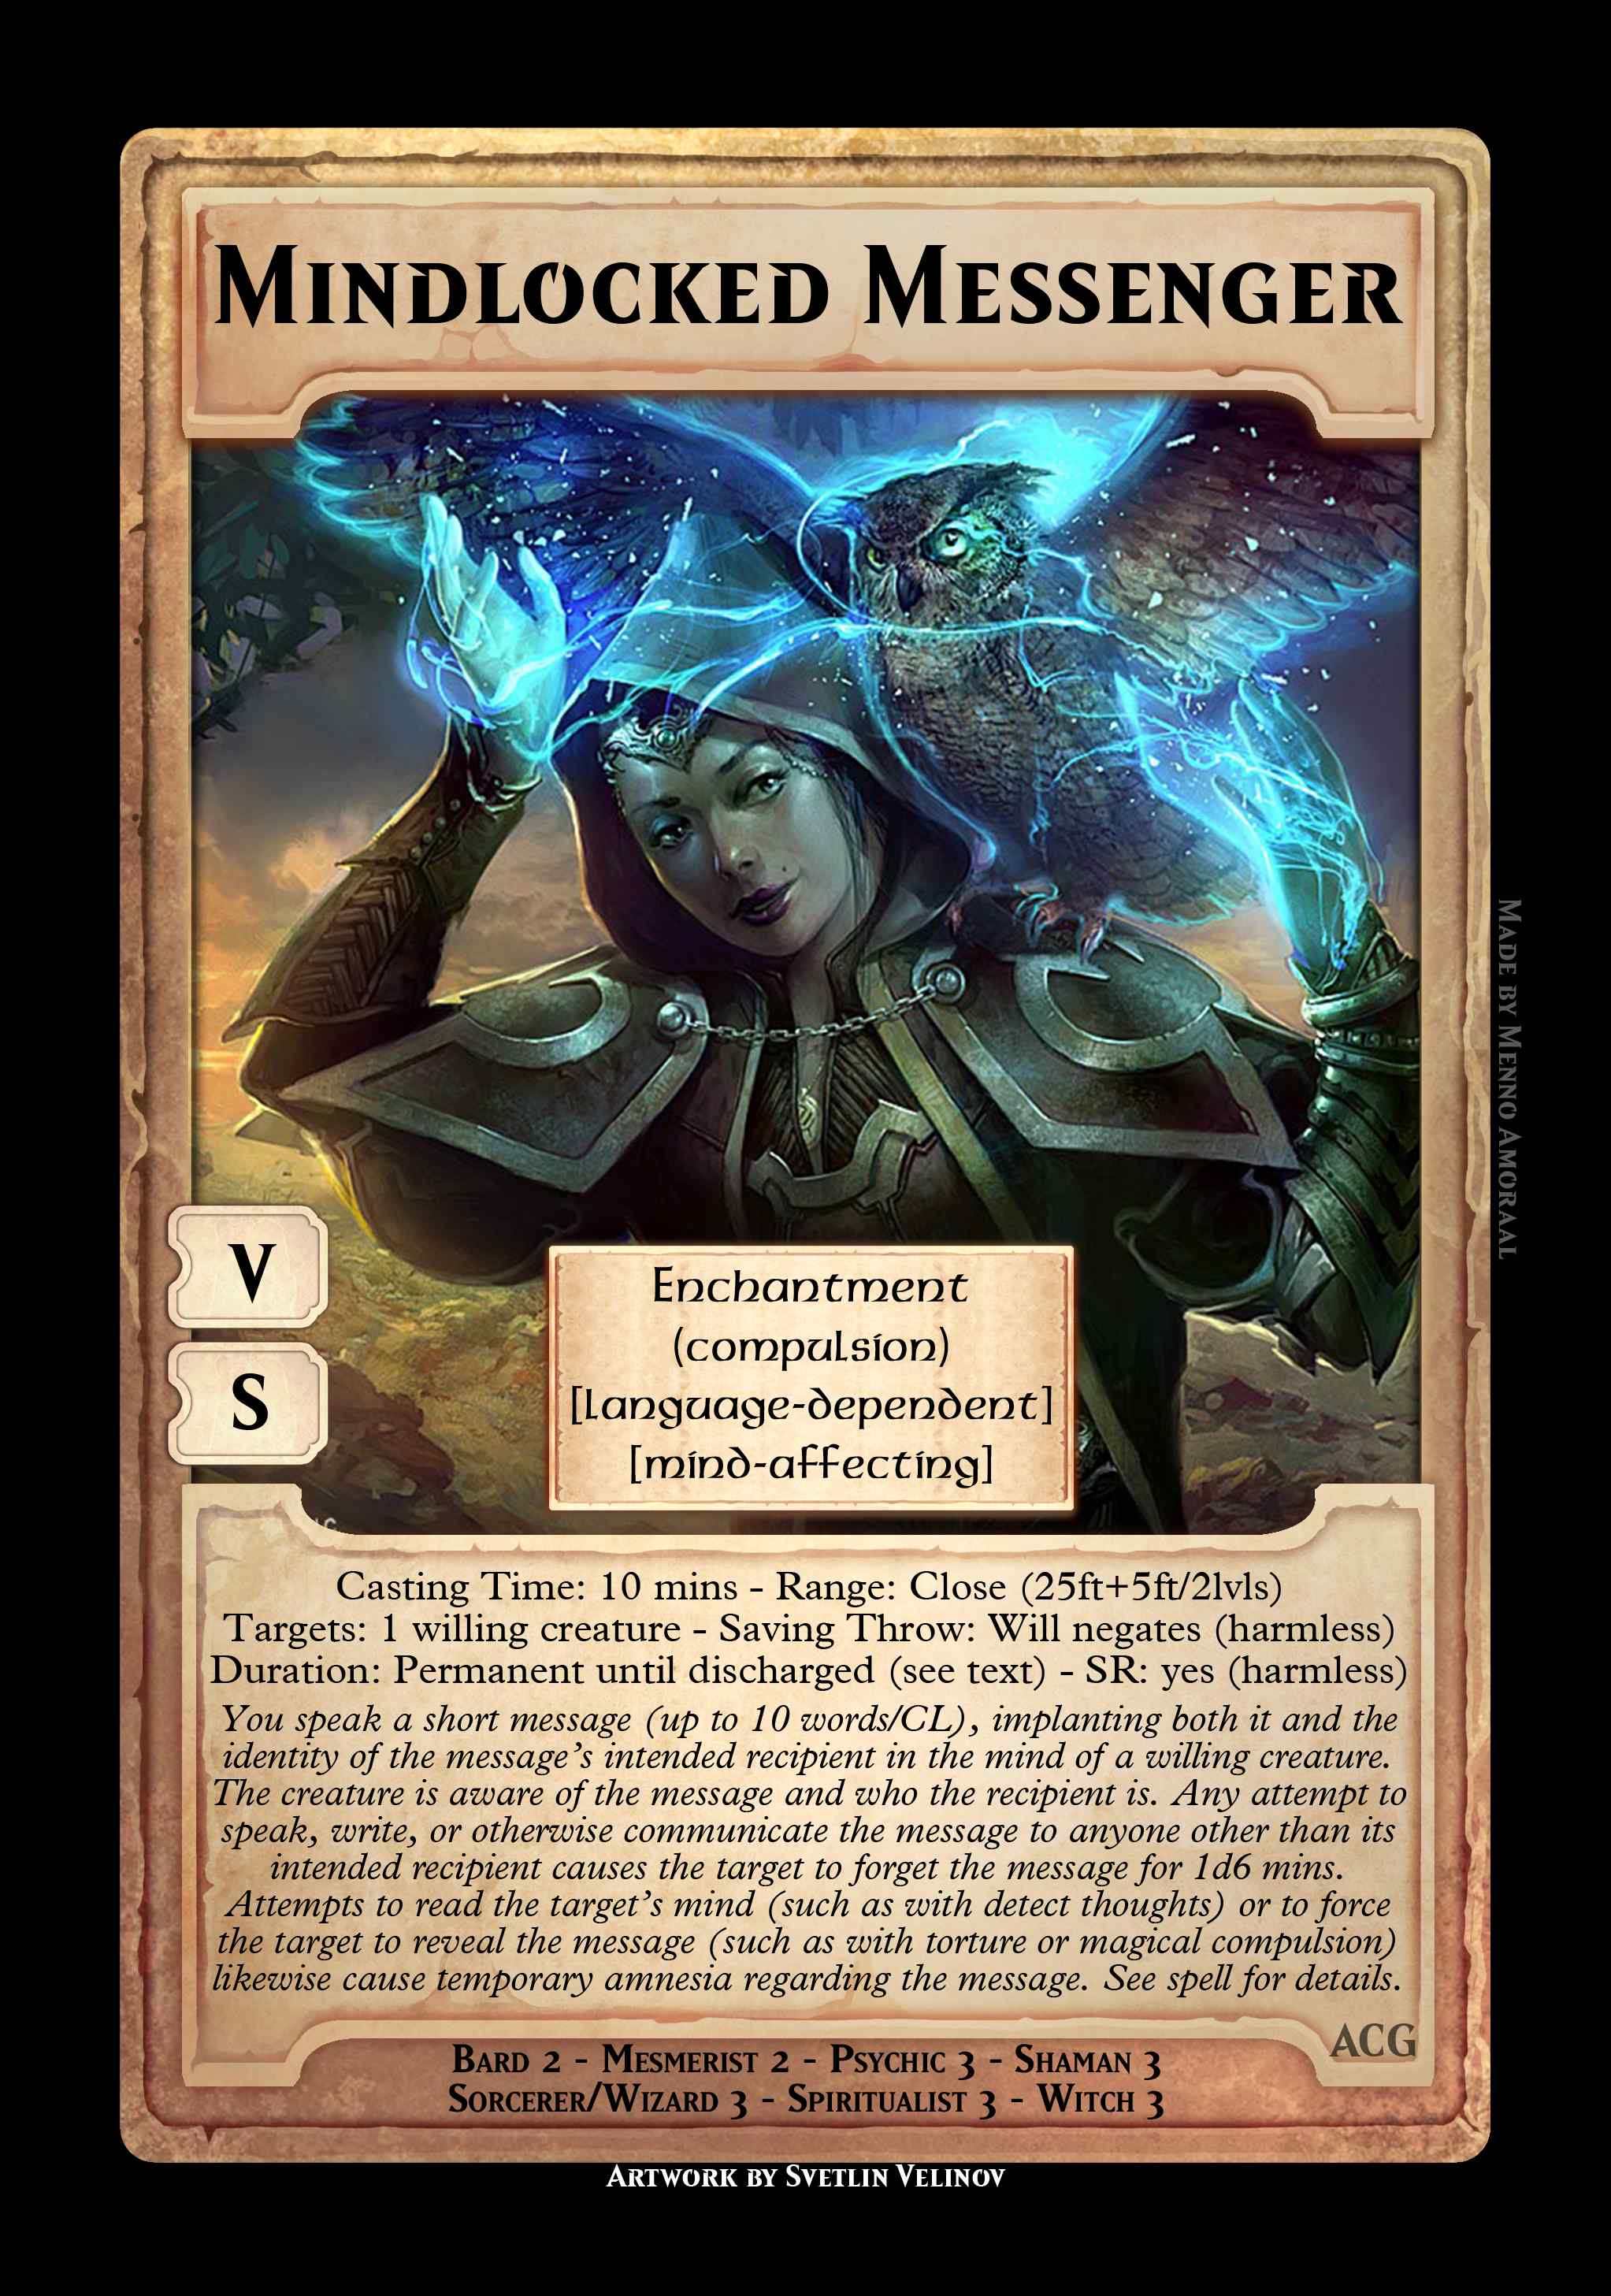 Mindlocked Messenger
V
S
Enchantment
(compulsion)
[language-dependent]
[mind-affecting]
Casting Time: 10 mins - Range: Close (25ft+5ft/2lvls)
Targets: 1 willing creature - Saving Throw: Will negates (harmless)
Duration: Permanent until discharged (see text) - SR: yes (harmless)
You speak a short message (up to 10 words/CL), implanting both it and the
identity of the message's intended recipient in the mind of a willing creature.
The creature is aware of the message and who the recipient is. Any attempt to
speak, write, or otherwise communicate the message to anyone other than its
intended recipient causes the target to forget the message for 1d6 mins.
Attempts to read the target's mind (such as with detect thoughts) or to force
the target to reveal the message (such as with torture or magical compulsion)
likewise cause temporary amnesia regarding the message. See spell for details.
ACG
Bard 2 - Mesmerist 2 - Psychic 3 - Shaman 3
Sorcerer/Wizard 3 - Spiritualist 3 - Witch 3
Artwork by Svetlin Velinov
Made by Menno Amoraal